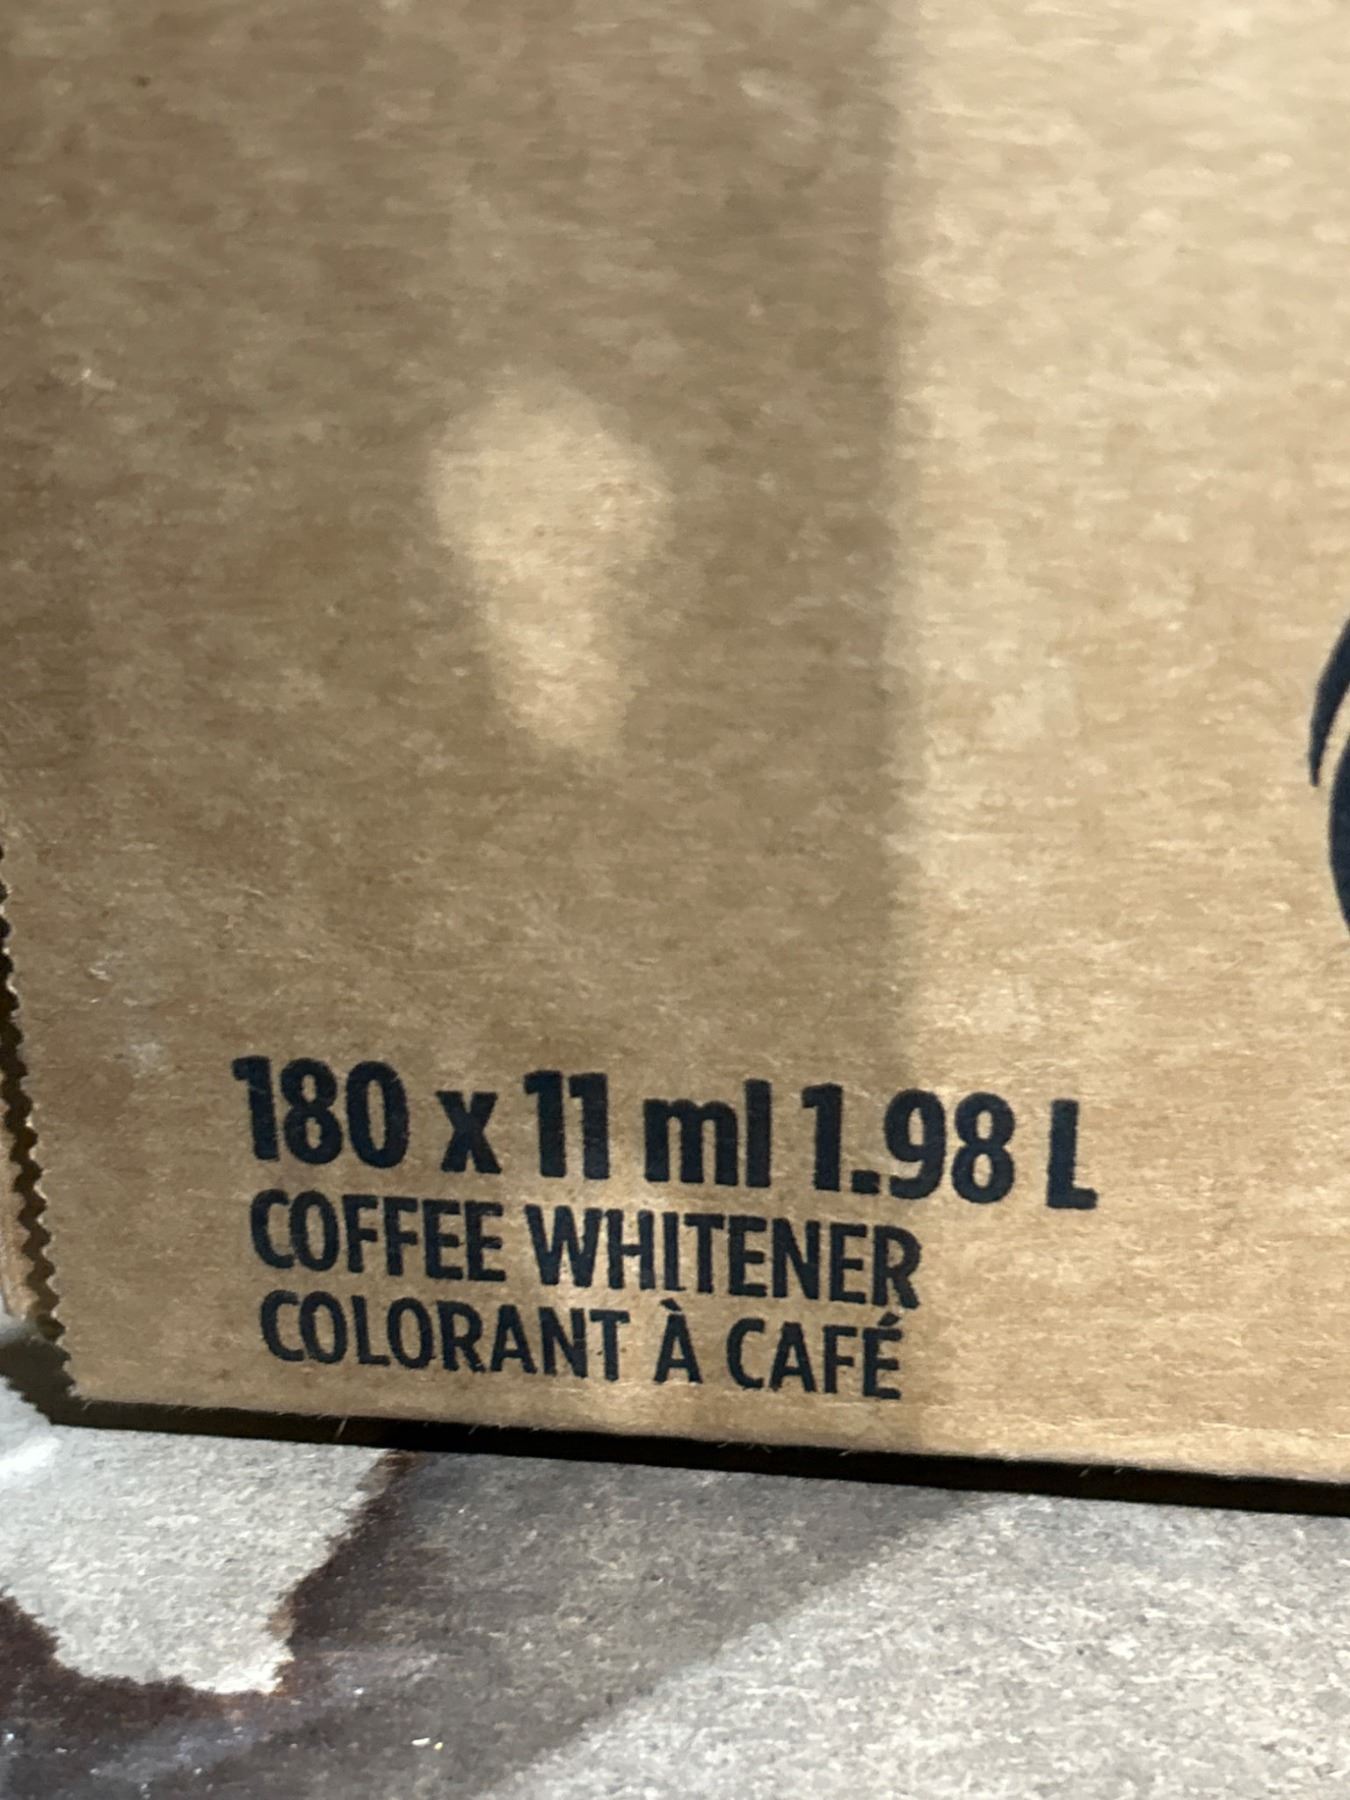 180 x 11 ml 1.98 L
COFFEE WHITENER
COLORANT À CAFÉ